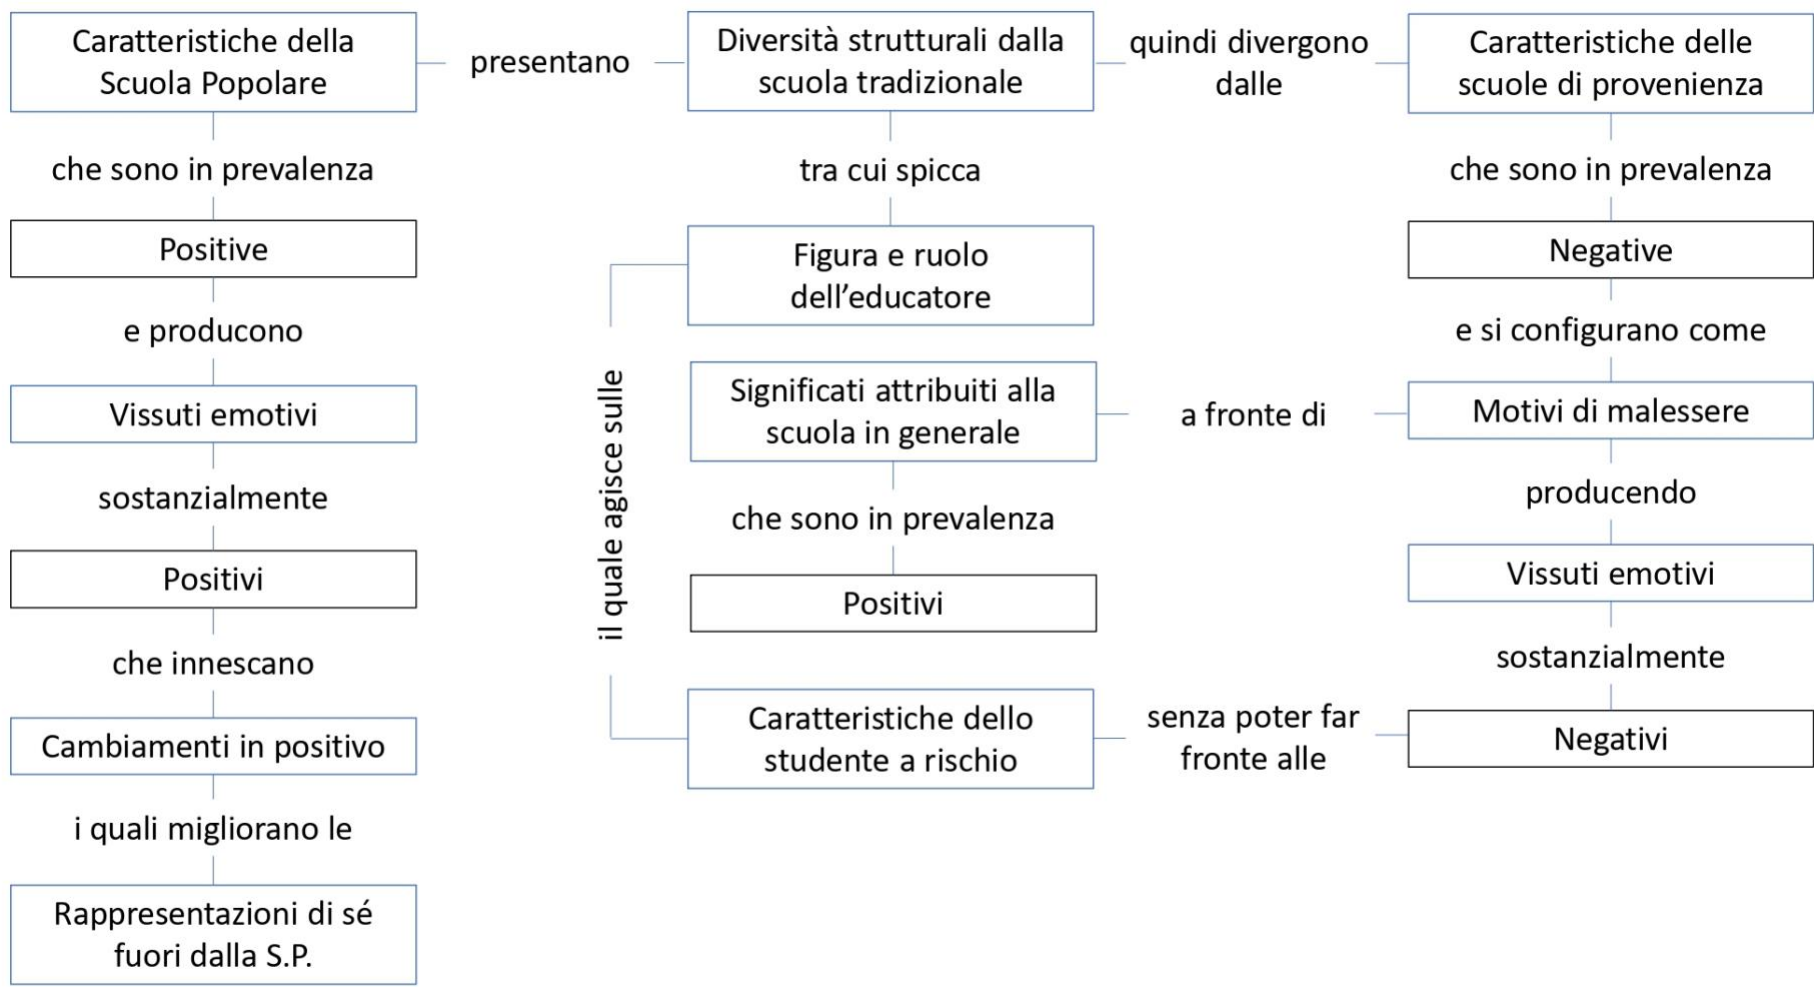 Caratteristiche della
Scuola Popolare
presentano
Diversità strutturali dalla
scuola tradizionale
quindi divergono
dalle
Caratteristiche delle
scuole di provenienza
che sono in prevalenza
Positive
e producono
Vissuti emotivi
sostanzialmente
Positivi
che innescano
Cambiamenti in positivo
i quali migliorano le
Rappresentazioni di sé
fuori dalla S.P.
tra cui spicca
Figura e ruolo
dell’educatore
il quale agisce sulle
Significati attribuiti alla
scuola in generale
che sono in prevalenza
Positivi
Caratteristiche dello
studente a rischio
a fronte di
senza poter far
fronte alle
che sono in prevalenza
Negative
e si configurano come
Motivi di malessere
producendo
Vissuti emotivi
sostanzialmente
Negativi